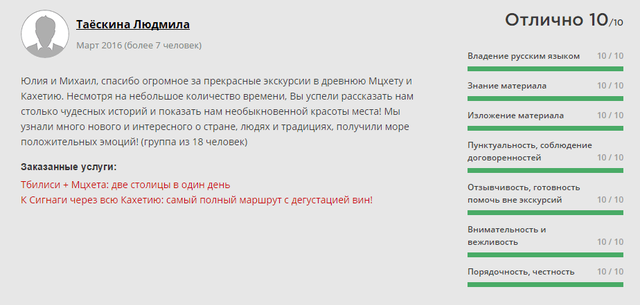 Таёскина Людмила
Март 2016 (более 7 человек)
Юлия и Михаил, спасибо огромное за прекрасные экскурсии в древнюю Мцхету и
Кахетию. Несмотря на небольшое количество времени, Вы успели рассказать нам
столько чудесных историй и показать нам необыкновенной красоты места! Мы
узнали много нового и интересного о стране, людях и традициях, получили море
положительных эмоций! (группа из 18 человек)
Заказанные услуги:
Тбилиси + Мцхета: две столицы в один день
К Сигнаги через всю Кахетию: самый полный маршрут с дегустацией вин!
Отлично 10/10
Владение русским языком 10 / 10
Знание материала 10 / 10
Изложение материала 10 / 10
Пунктуальность, соблюдение
договоренностей 10 / 10
Отзывчивость, готовность
помочь вне экскурсий 10 / 10
Внимательность и
вежливость 10 / 10
Порядочность, честность 10 / 10